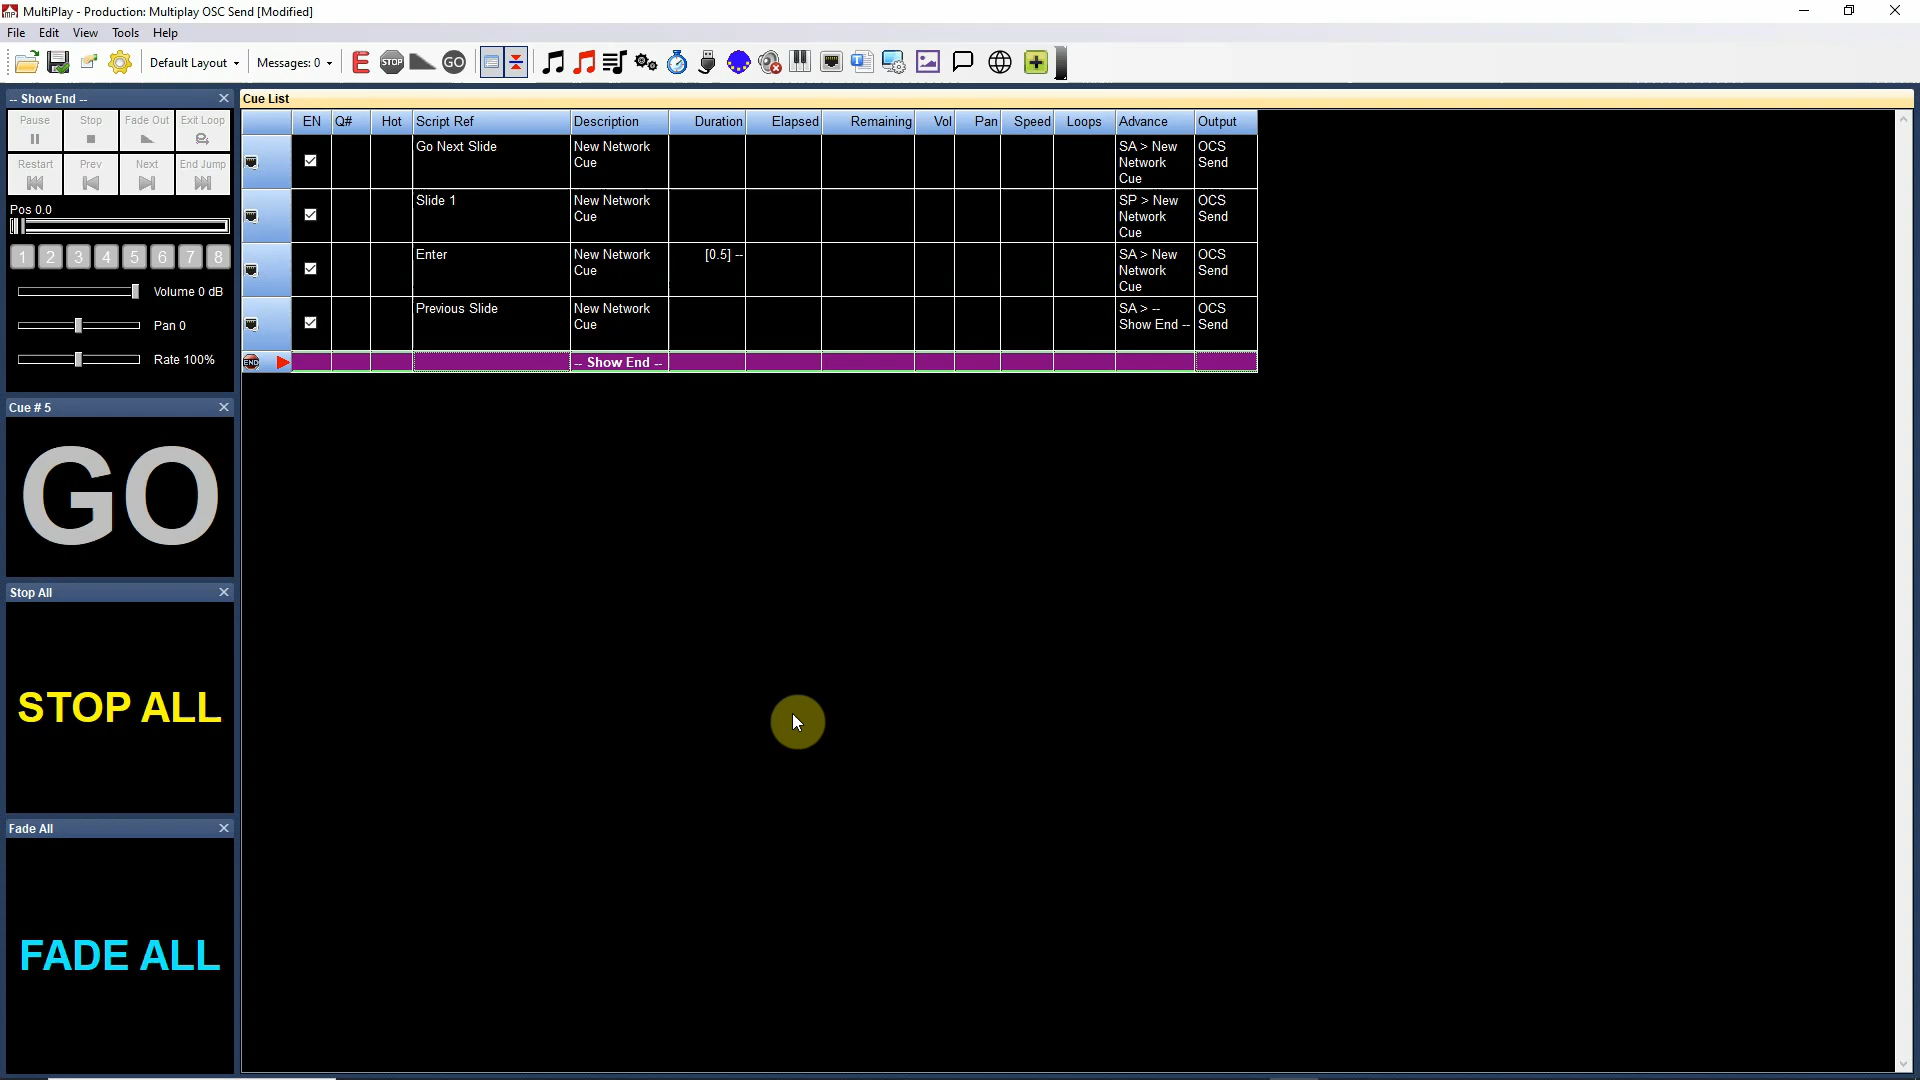 MultiPlay - Production: Multiplay OSC Send [Modified]
File Edit View Tools Help
Default Layout Messages: 0 E STOP GO
-- Show End --
Pause Stop Fade Out Exit Loop
Restart Prev Next End Jump
Pos 0.0
1 2 3 4 5 6 7 8
Volume 0 dB
Pan 0
Rate 100%
Cue # 5
GO
Stop All
STOP ALL
Fade All
FADE ALL
Cue List
EN Q# Hot Script Ref Description Duration Elapsed Remaining Vol Pan Speed Loops Advance Output
Go Next Slide New Network SA > New OCS
Cue Network Send
Cue
Slide 1 New Network SP > New OCS
Cue Network Send
Cue
Enter New Network [0.5] -- SA > New OCS
Cue Network Send
Cue
Previous Slide New Network SA > -- OCS
Cue Show End -- Send
END -- Show End --